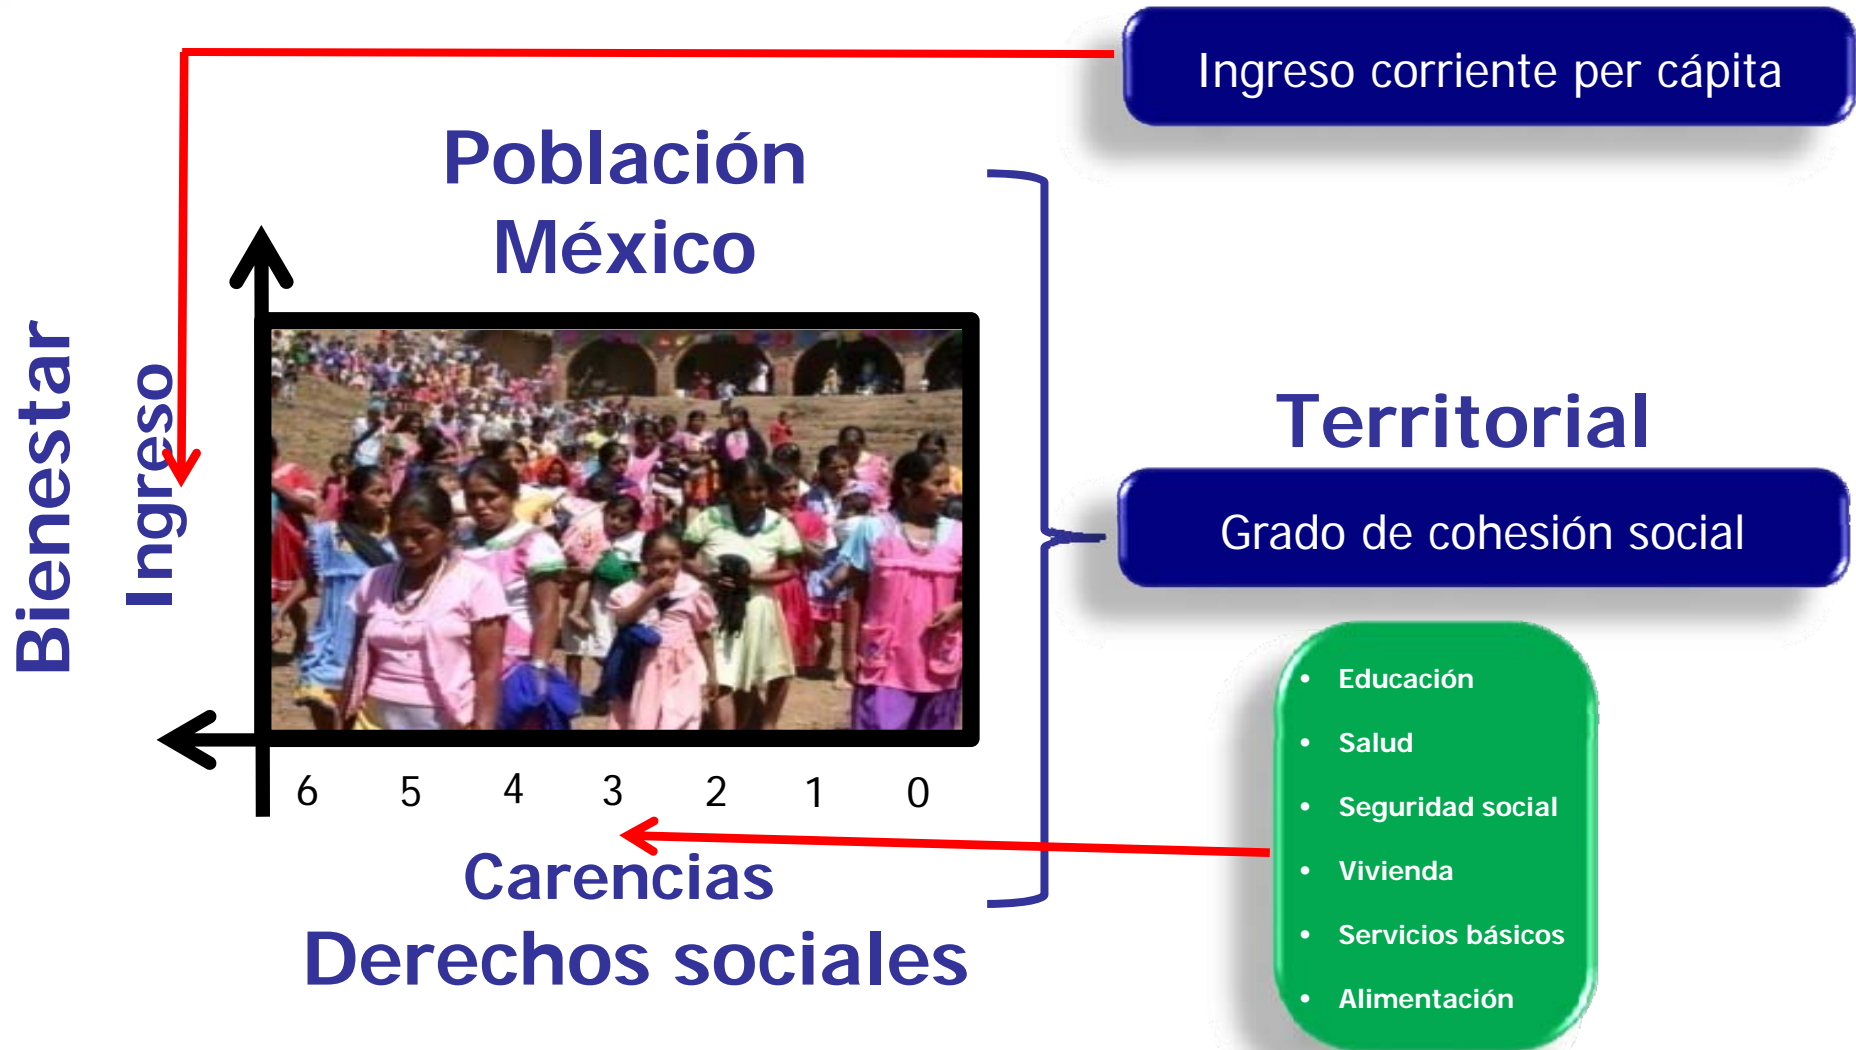 Ingreso corriente per cápita
Población
México
Bienestar
Ingreso
Territorial
Grado de cohesión social
• Educación
• Salud
• Seguridad social
• Vivienda
• Servicios básicos
• Alimentación
6 5 4 3 2 1 0
Carencias
Derechos sociales